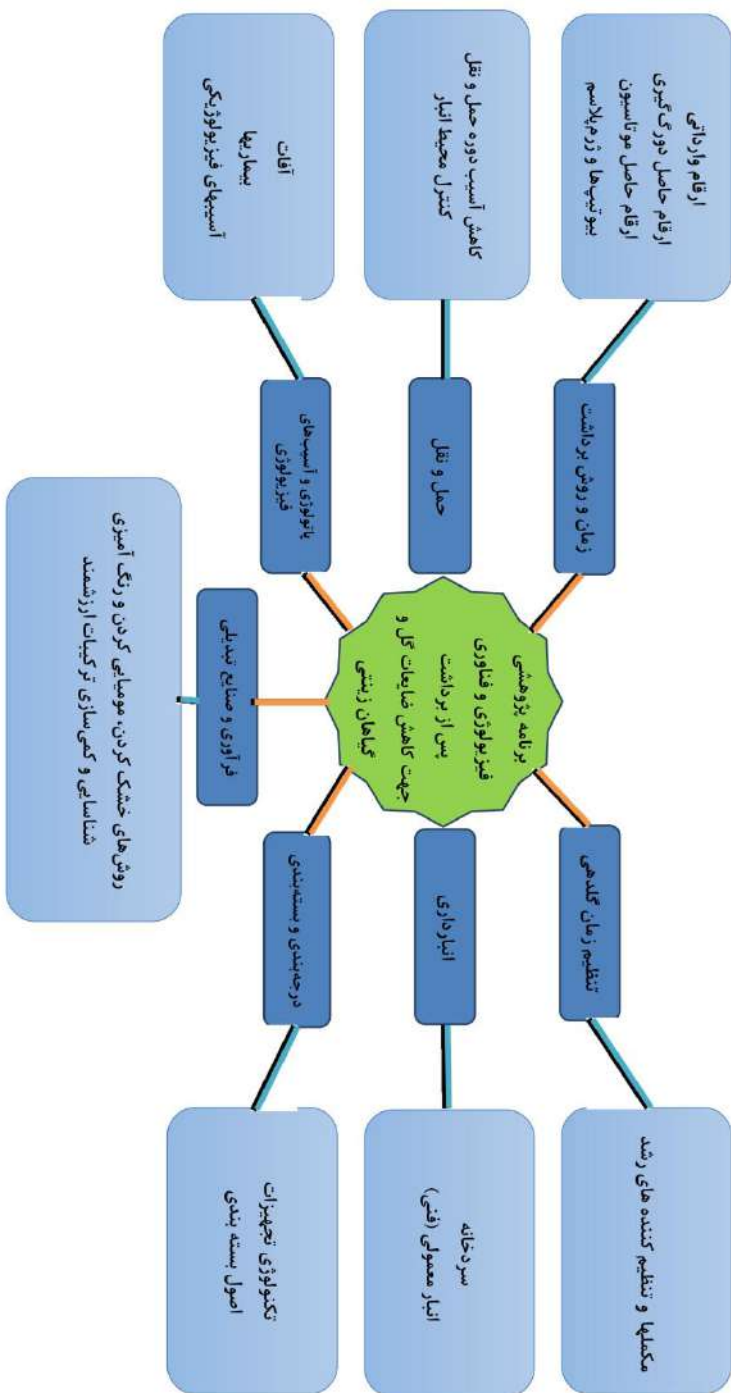 ارقام وارداتی
ارقام حاصل دورگ‌گیری
ارقام حاصل موتاسیون
بیوتیپ‌ها و ژرم‌پلاسم
زمان و روش برداشت
تنظیم زمان گلدهی
مکملها و تنظیم کننده های رشد
کاهش آسیب دوره حمل و نقل
کنترل محیط انبار
حمل و نقل
برنامه پژوهشی
فیزیولوژی و فناوری
پس از برداشت
جهت کاهش ضایعات گل و
گیاهان زینتی
انبارداری
سردخانه
انبار معمولی (فنی)
آفات
بیماریها
آسیبهای فیزیولوژیکی
پاتولوژی و آسیب‌های
فیزیولوژی
درجه‌بندی و بسته‌بندی
تکنولوژی تجهیزات
اصول بسته بندی
فرآوری و صنایع تبدیلی
روش‌های خشک کردن، مومیایی کردن و رنگ آمیزی
شناسایی و کمی‌سازی ترکیبات ارزشمند